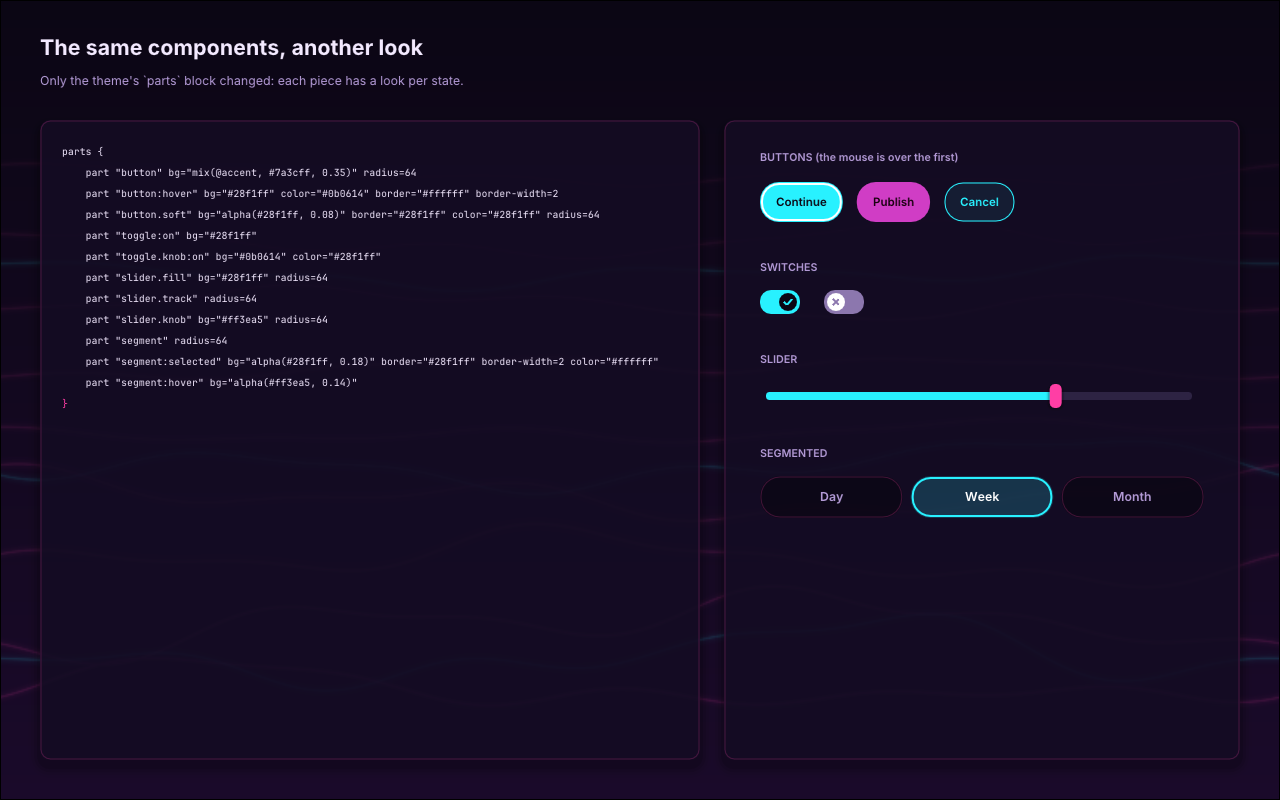 The same components, another look
Only the theme's `parts` block changed: each piece has a look per state.
parts {
    part "button" bg="mix(@accent, #7a3cff, 0.35)" radius=64
    part "button:hover" bg="#28f1ff" color="#0b0614" border="#ffffff" border-width=2
    part "button.soft" bg="alpha(#28f1ff, 0.08)" border="#28f1ff" color="#28f1ff" radius=64
    part "toggle:on" bg="#28f1ff"
    part "toggle.knob:on" bg="#0b0614" color="#28f1ff"
    part "slider.fill" bg="#28f1ff" radius=64
    part "slider.track" radius=64
    part "slider.knob" bg="#ff3ea5" radius=64
    part "segment" radius=64
    part "segment:selected" bg="alpha(#28f1ff, 0.18)" border="#28f1ff" border-width=2 color="#ffffff"
    part "segment:hover" bg="alpha(#ff3ea5, 0.14)"
}
BUTTONS (the mouse is over the first)
Continue Publish Cancel
SWITCHES
SLIDER
SEGMENTED
Day Week Month